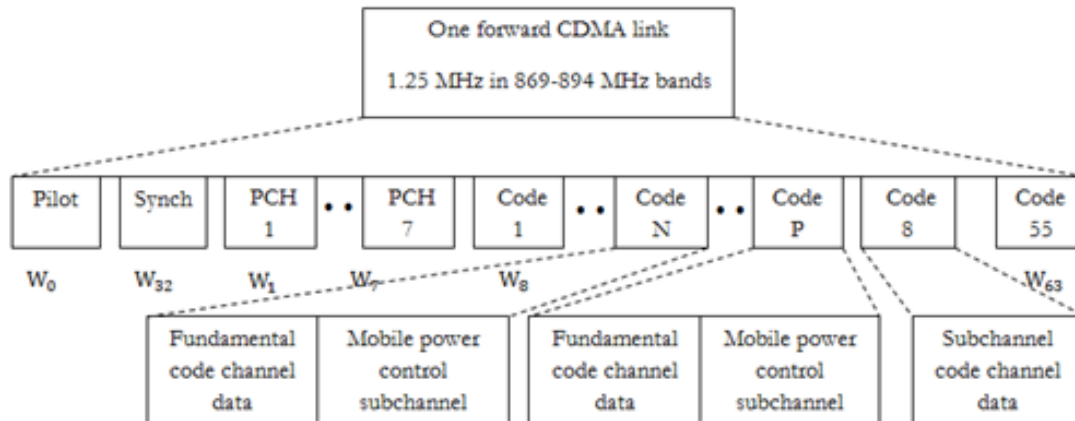 One forward CDMA link
1.25 MHz in 869-894 MHz bands
Pilot
Synch
PCH
1
PCH
7
Code
1
Code
N
Code
P
Code
8
Code
55
W0
W32
W1
W7
W8
W63
Fundamental
code channel
data
Mobile power
control
subchannel
Fundamental
code channel
data
Mobile power
control
subchannel
Subchannel
code channel
data